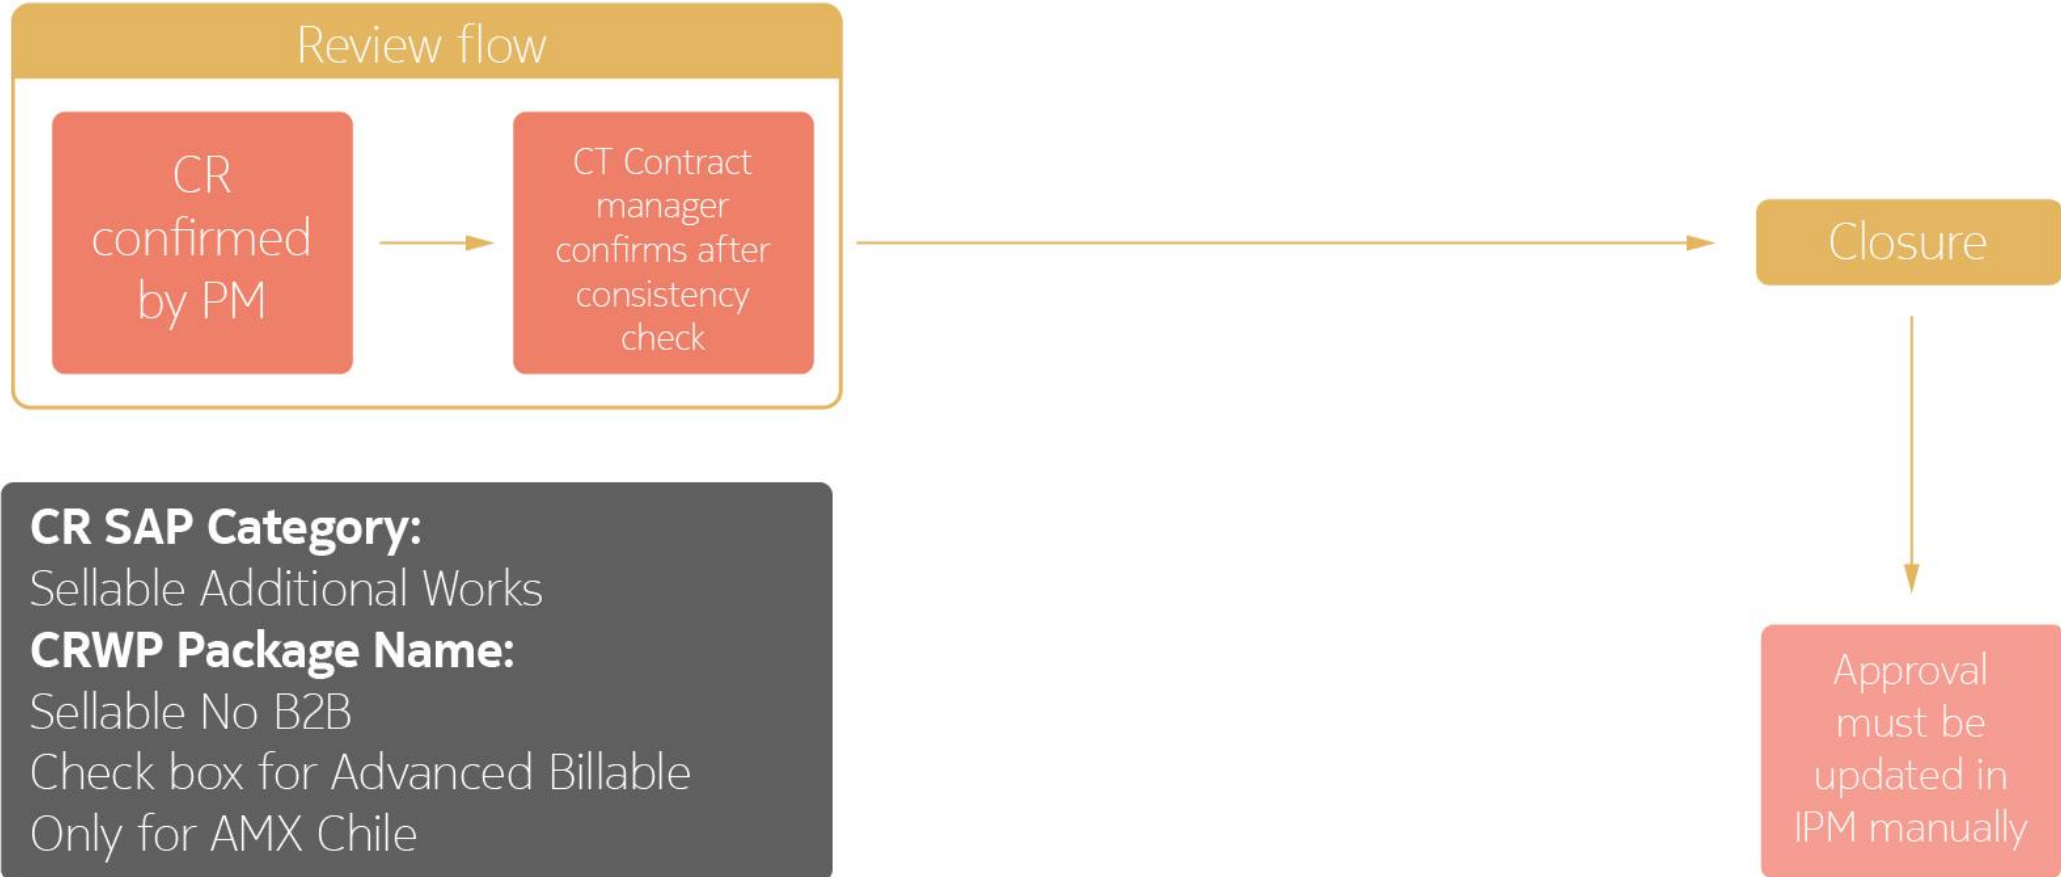 Review flow
CR
confirmed
by PM
CT Contract
manager
confirms after
consistency
check
Closure
CR SAP Category:
Sellable Additional Works
CRWP Package Name:
Sellable No B2B
Check box for Advanced Billable
Only for AMX Chile
Approval
must be
updated in
IPM manually